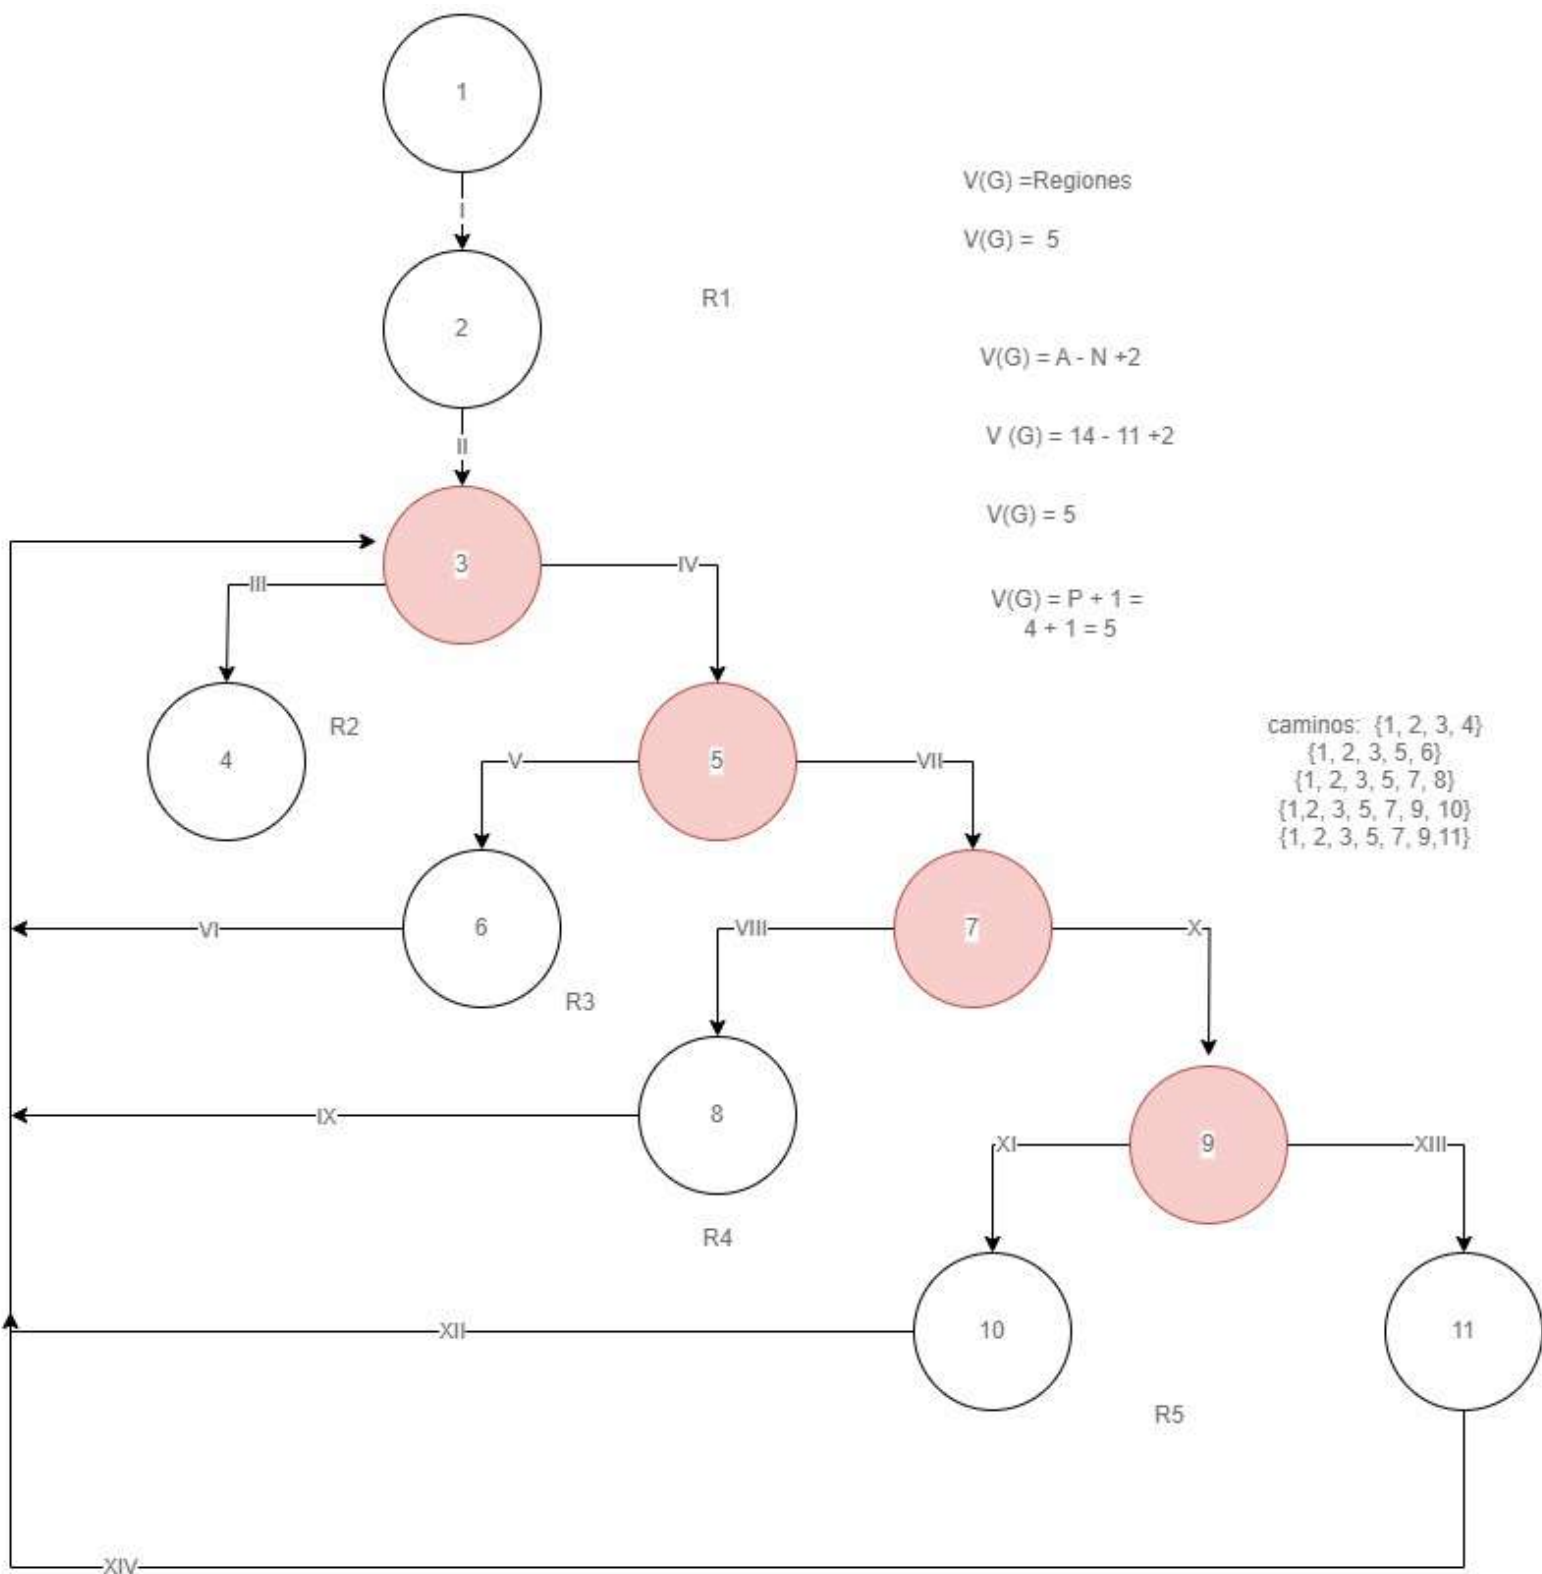 1
I
V(G) =Regiones
V(G) = 5
R1
2
V(G) = A - N +2
II
V (G) = 14 - 11 +2
V(G) = 5
3
IV
III
V(G) = P + 1 =
4 + 1 = 5
caminos: {1, 2, 3, 4}
{1, 2, 3, 5, 6}
{1, 2, 3, 5, 7, 8}
{1,2, 3, 5, 7, 9, 10}
{1, 2, 3, 5, 7, 9,11}
R2
4
V
5
VII
VI
6
VIII
7
X
R3
IX
8
XI
9
XIII
R4
XII
10
11
R5
XIV